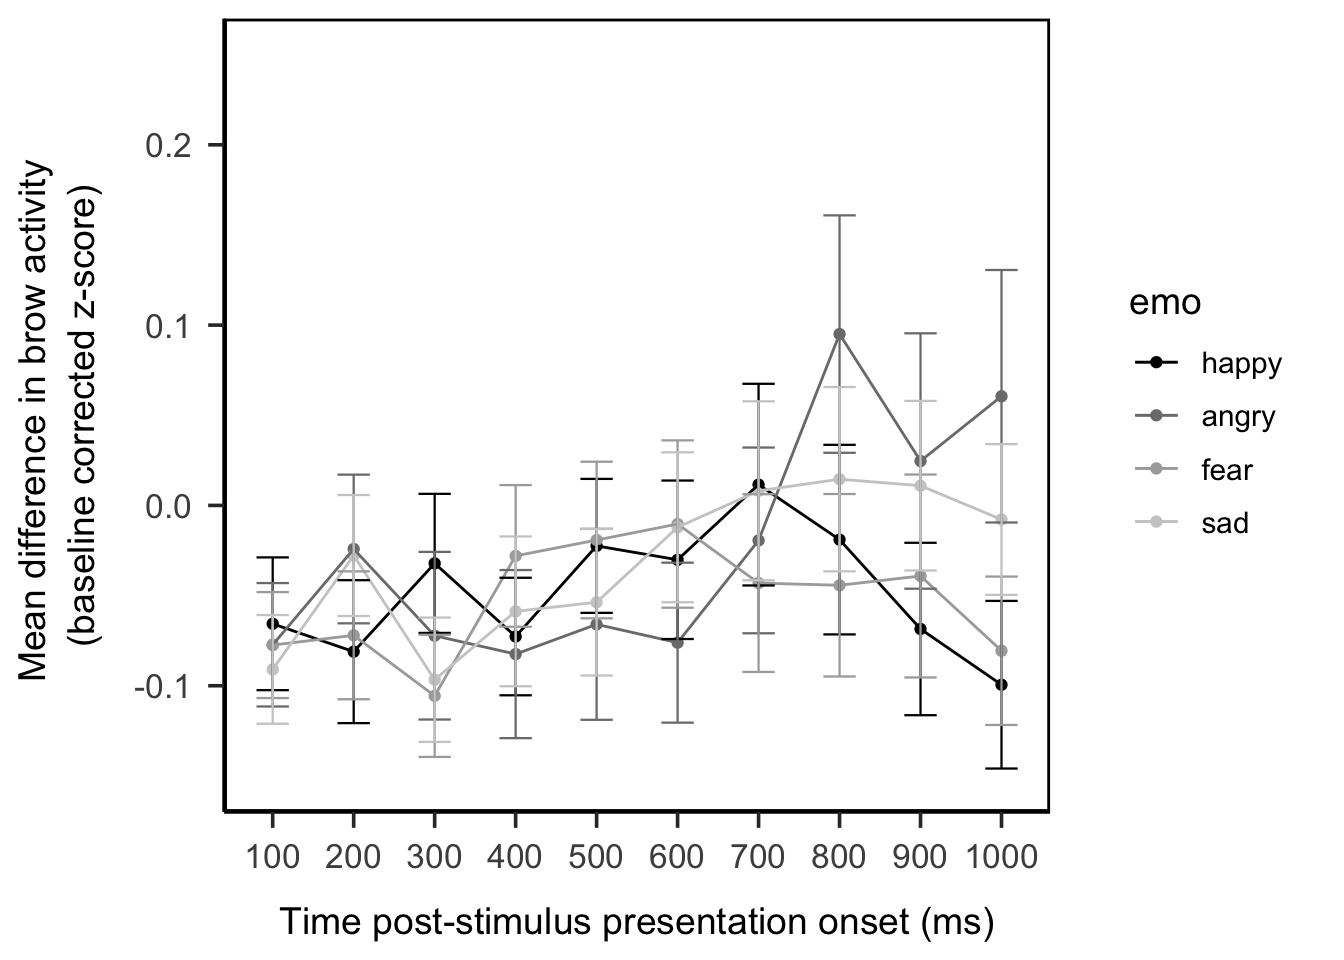 Mean difference in brow activity
(baseline corrected z-score)
0.2
0.1
0.0
-0.1
100 200 300 400 500 600 700 800 900 1000
Time post-stimulus presentation onset (ms)
emo
happy
angry
fear
sad